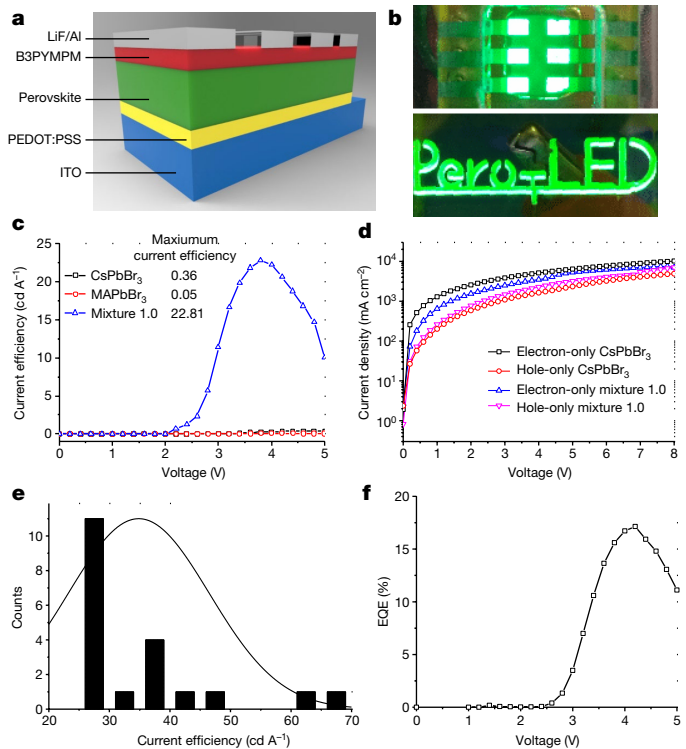 a
LiF/Al
B3PYMPM
Perovskite
PEDOT:PSS
ITO
b
Pero LED
c
Maxiumum
current efficiency
CsPbBr₃ 0.36
MAPbBr₃ 0.05
Mixture 1.0 22.81
25
20
15
10
5
0
Current efficiency (cd A⁻¹)
0 1 2 3 4 5
Voltage (V)
d
10⁴
10³
10²
10¹
10⁰
Current density (mA cm⁻²)
Electron-only CsPbBr₃
Hole-only CsPbBr₃
Electron-only mixture 1.0
Hole-only mixture 1.0
0 1 2 3 4 5 6 7 8
Voltage (V)
e
10
8
6
4
2
0
Counts
20 30 40 50 60 70
Current efficiency (cd A⁻¹)
f
20
15
10
5
0
EQE (%)
0 1 2 3 4 5
Voltage (V)